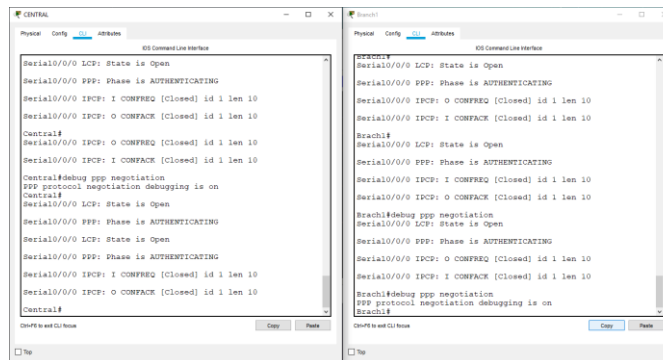 CENTRAL
Physical Config CLI Attributes
IOS Command Line Interface
Serial0/0/0 LCP: State is Open
Serial0/0/0 PPP: Phase is AUTHENTICATING
Serial0/0/0 IPCP: I CONFREQ [Closed] id 1 len 10
Serial0/0/0 IPCP: O CONFACK [Closed] id 1 len 10
Central#
Serial0/0/0 IPCP: O CONFREQ [Closed] id 1 len 10
Serial0/0/0 IPCP: I CONFACK [Closed] id 1 len 10
Central#debug ppp negotiation
PPP protocol negotiation debugging is on
Central#
Serial0/0/0 LCP: State is Open
Serial0/0/0 PPP: Phase is AUTHENTICATING
Serial0/0/0 LCP: State is Open
Serial0/0/0 PPP: Phase is AUTHENTICATING
Serial0/0/0 IPCP: I CONFREQ [Closed] id 1 len 10
Serial0/0/0 IPCP: O CONFACK [Closed] id 1 len 10
Central#
Ctrl+F6 to exit CLI focus
Copy Paste
Top
Branch1
Physical Config CLI Attributes
IOS Command Line Interface
Brach1#
Serial0/0/0 LCP: State is Open
Serial0/0/0 PPP: Phase is AUTHENTICATING
Serial0/0/0 IPCP: O CONFREQ [Closed] id 1 len 10
Serial0/0/0 IPCP: I CONFACK [Closed] id 1 len 10
Brach1#
Serial0/0/0 LCP: State is Open
Serial0/0/0 PPP: Phase is AUTHENTICATING
Serial0/0/0 IPCP: I CONFREQ [Closed] id 1 len 10
Serial0/0/0 IPCP: O CONFACK [Closed] id 1 len 10
Brach1#debug ppp negotiation
Serial0/0/0 PPP: Phase is AUTHENTICATING
Serial0/0/0 IPCP: O CONFREQ [Closed] id 1 len 10
Serial0/0/0 IPCP: I CONFACK [Closed] id 1 len 10
Brach1#debug ppp negotiation
PPP protocol negotiation debugging is on
Brach1#
Ctrl+F6 to exit CLI focus
Copy Paste
Top